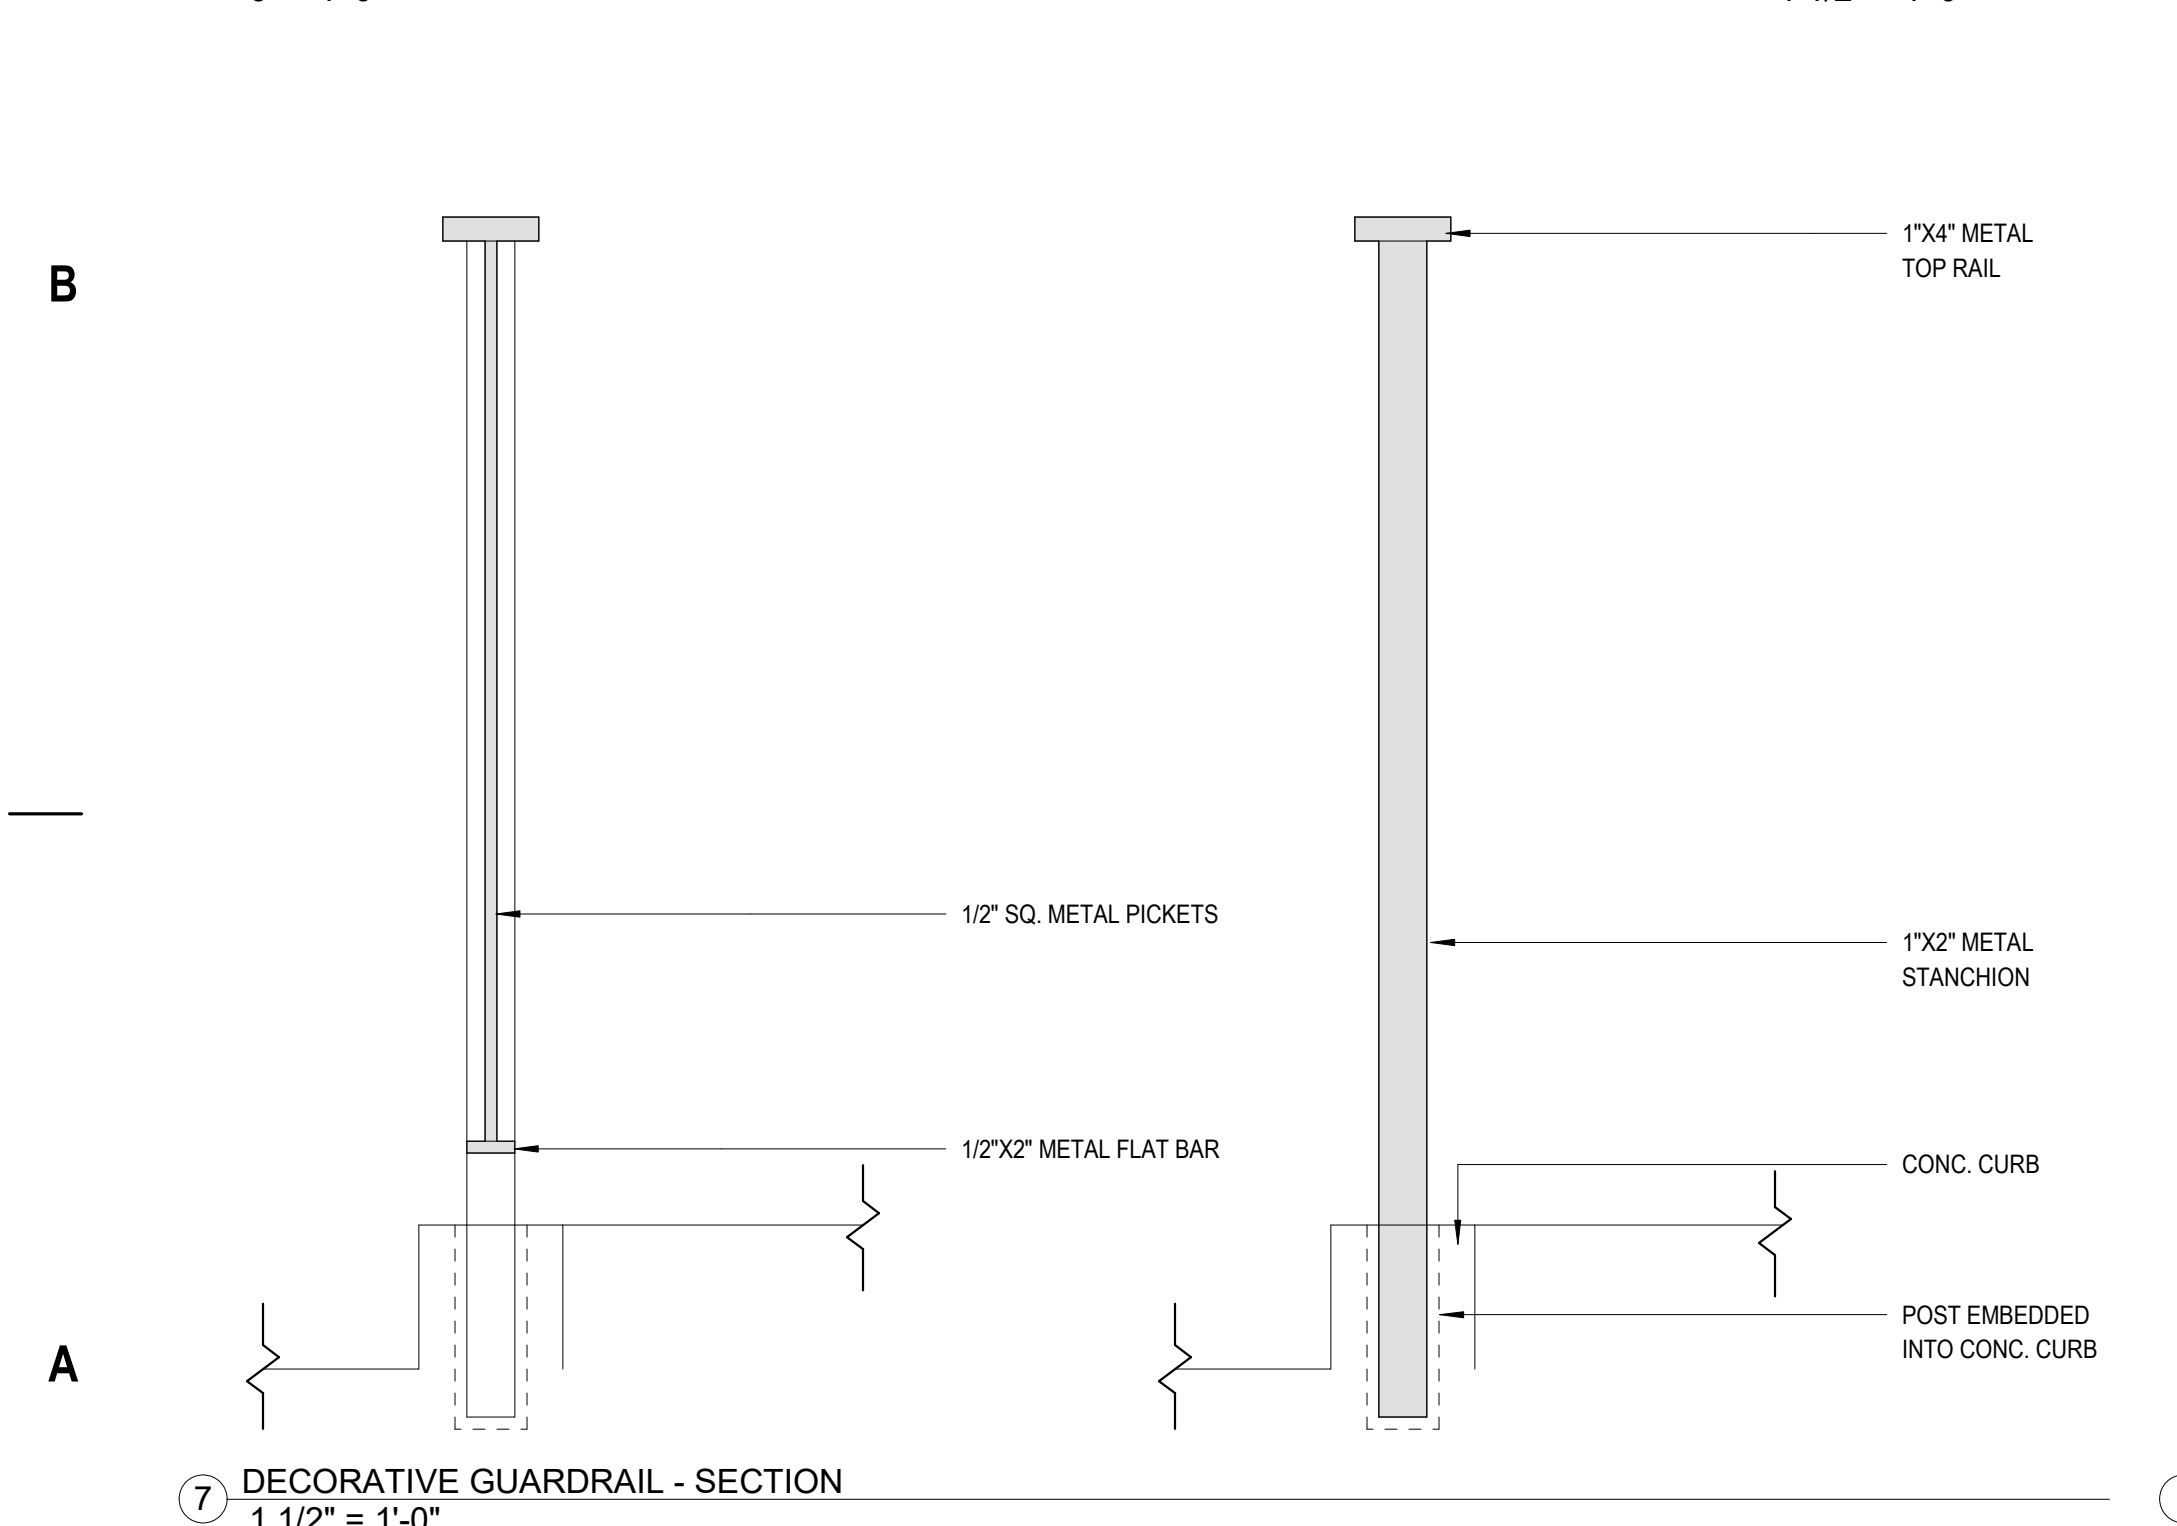 B
1"X4" METAL
TOP RAIL
1/2" SQ. METAL PICKETS
1"X2" METAL
STANCHION
1/2"X2" METAL FLAT BAR
CONC. CURB
POST EMBEDDED
INTO CONC. CURB
A
7
DECORATIVE GUARDRAIL - SECTION
1 1/2" = 1'-0"